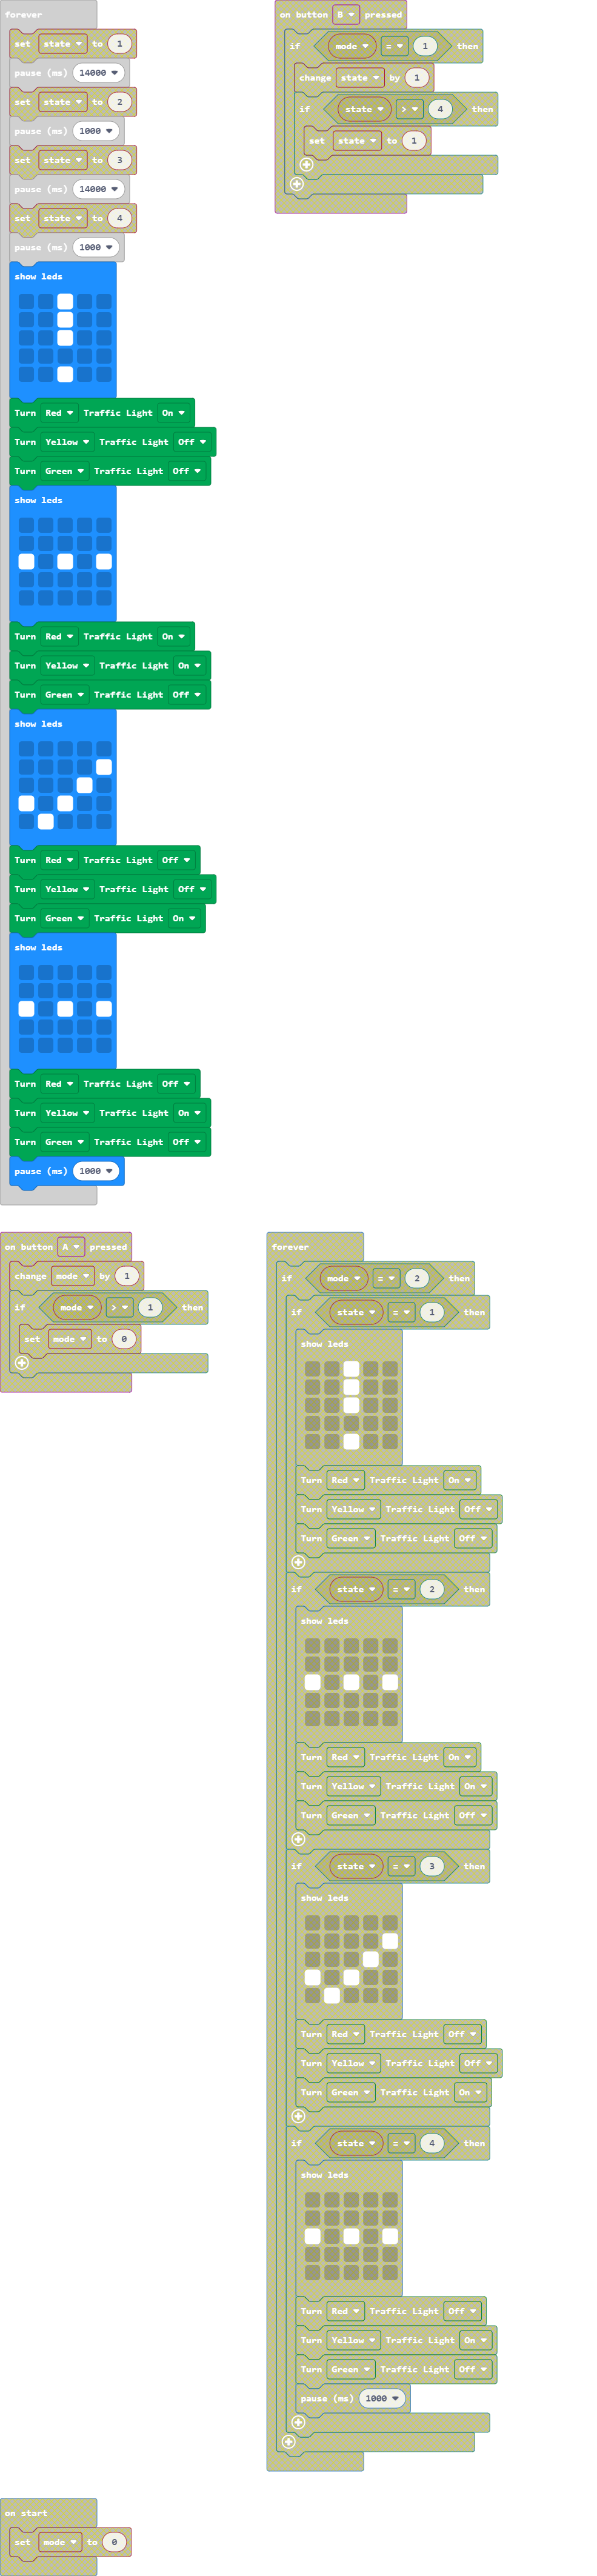 forever
set state to 1
pause (ms) 14000
set state to 2
pause (ms) 1000
set state to 3
pause (ms) 14000
set state to 4
pause (ms) 1000
show leds
Turn Red Traffic Light On
Turn Yellow Traffic Light Off
Turn Green Traffic Light Off
show leds
Turn Red Traffic Light On
Turn Yellow Traffic Light On
Turn Green Traffic Light Off
show leds
Turn Red Traffic Light Off
Turn Yellow Traffic Light Off
Turn Green Traffic Light On
show leds
Turn Red Traffic Light Off
Turn Yellow Traffic Light On
Turn Green Traffic Light Off
pause (ms) 1000
on button B pressed
if mode = 1 then
change state by 1
if state > 4 then
set state to 1
on button A pressed
change mode by 1
if mode > 1 then
set mode to 0
forever
if mode = 2 then
if state = 1 then
show leds
Turn Red Traffic Light On
Turn Yellow Traffic Light Off
Turn Green Traffic Light Off
if state = 2 then
show leds
Turn Red Traffic Light On
Turn Yellow Traffic Light On
Turn Green Traffic Light Off
if state = 3 then
show leds
Turn Red Traffic Light Off
Turn Yellow Traffic Light Off
Turn Green Traffic Light On
if state = 4 then
show leds
Turn Red Traffic Light Off
Turn Yellow Traffic Light On
Turn Green Traffic Light Off
pause (ms) 1000
on start
set mode to 0